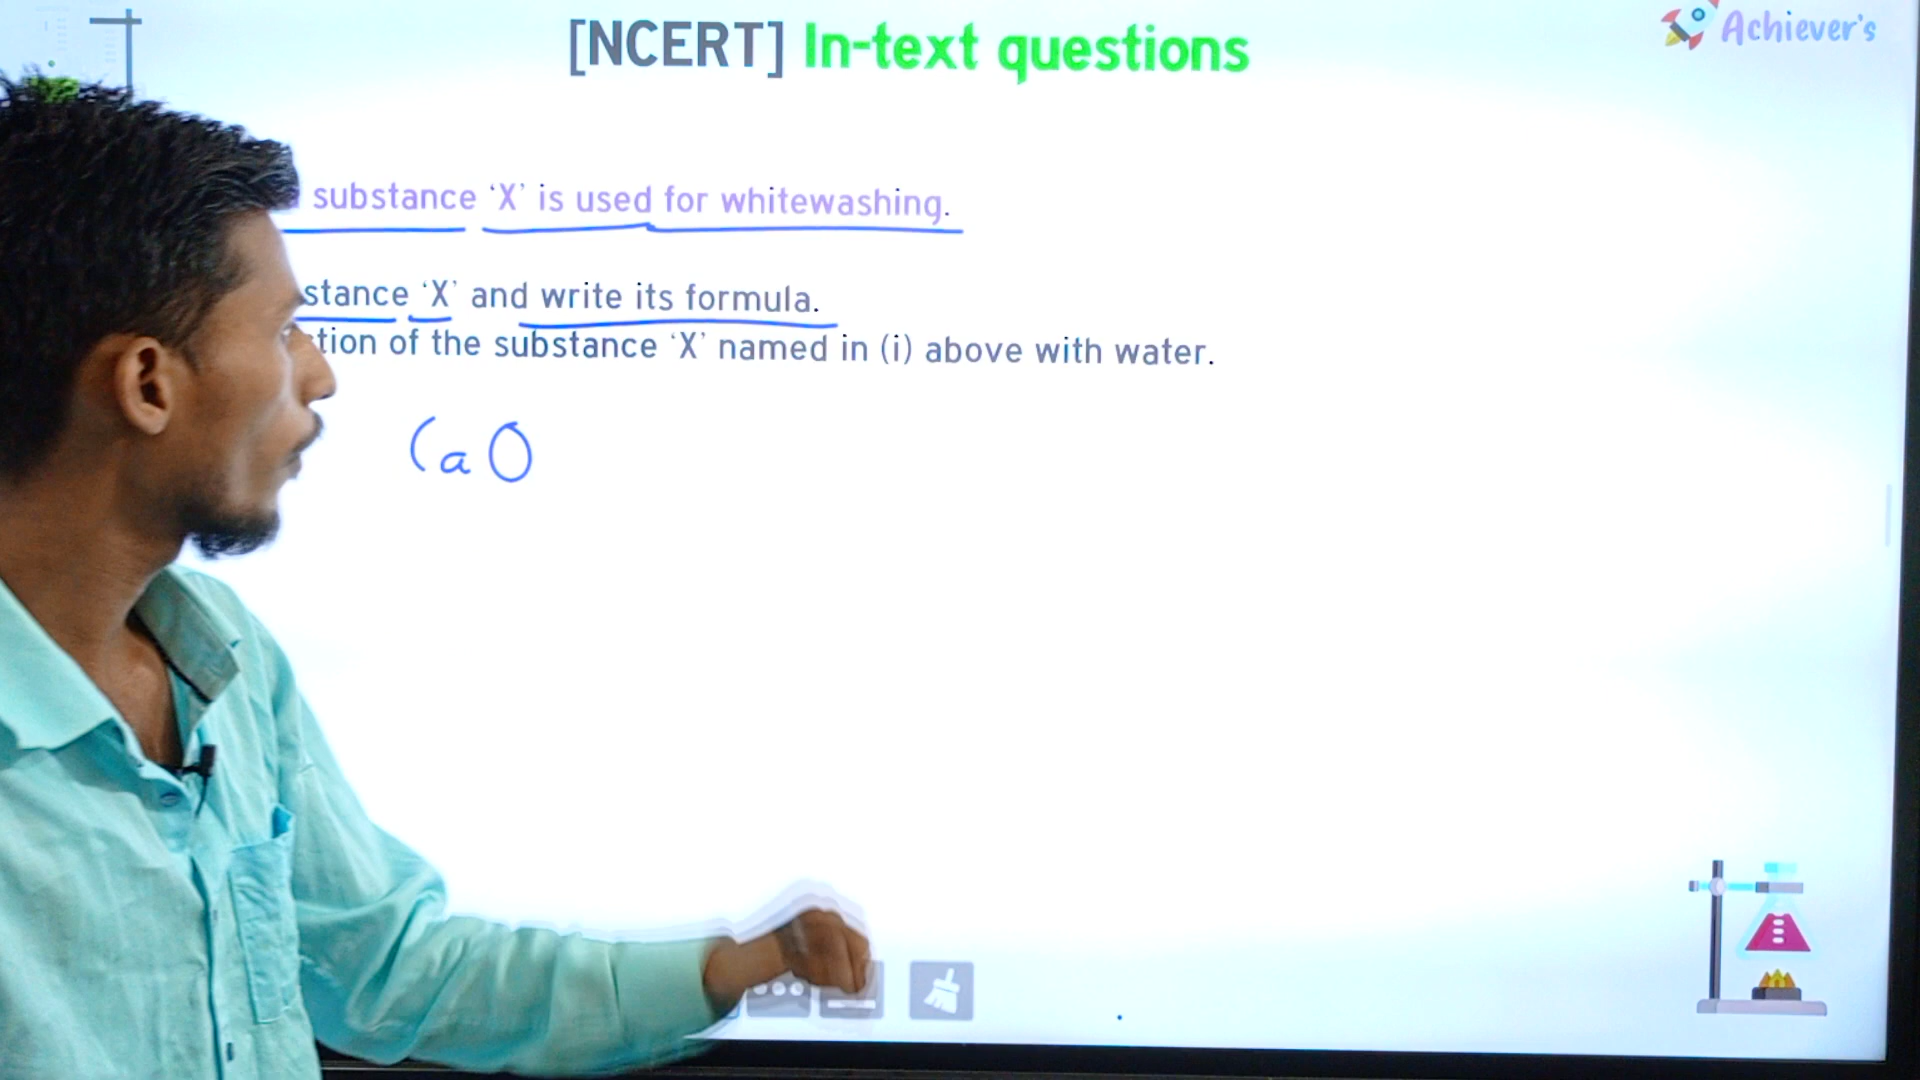 [NCERT] In-text questions
Achiever's
substance ‘X’ is used for whitewashing.
stance ‘X’ and write its formula.
tion of the substance ‘X’ named in (i) above with water.
CaO